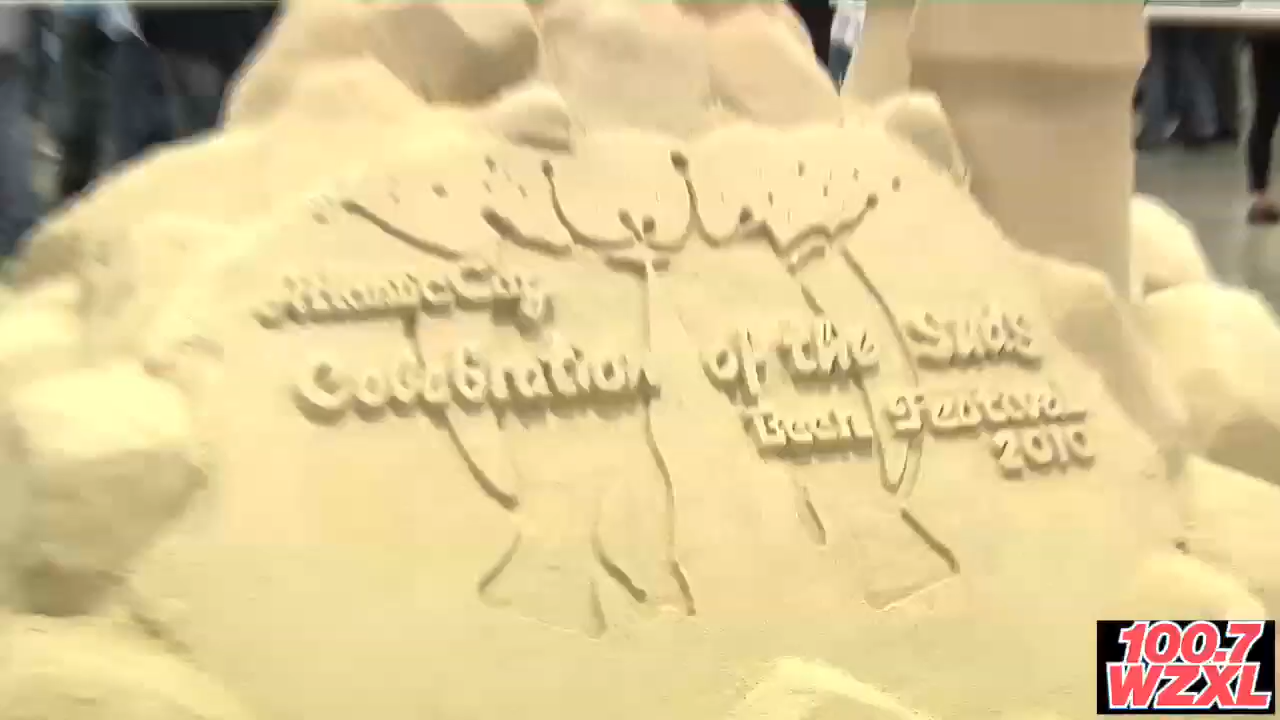 Atlantic City
Celebration of the Suds
Beer Festival
2010
100.7
WZXL